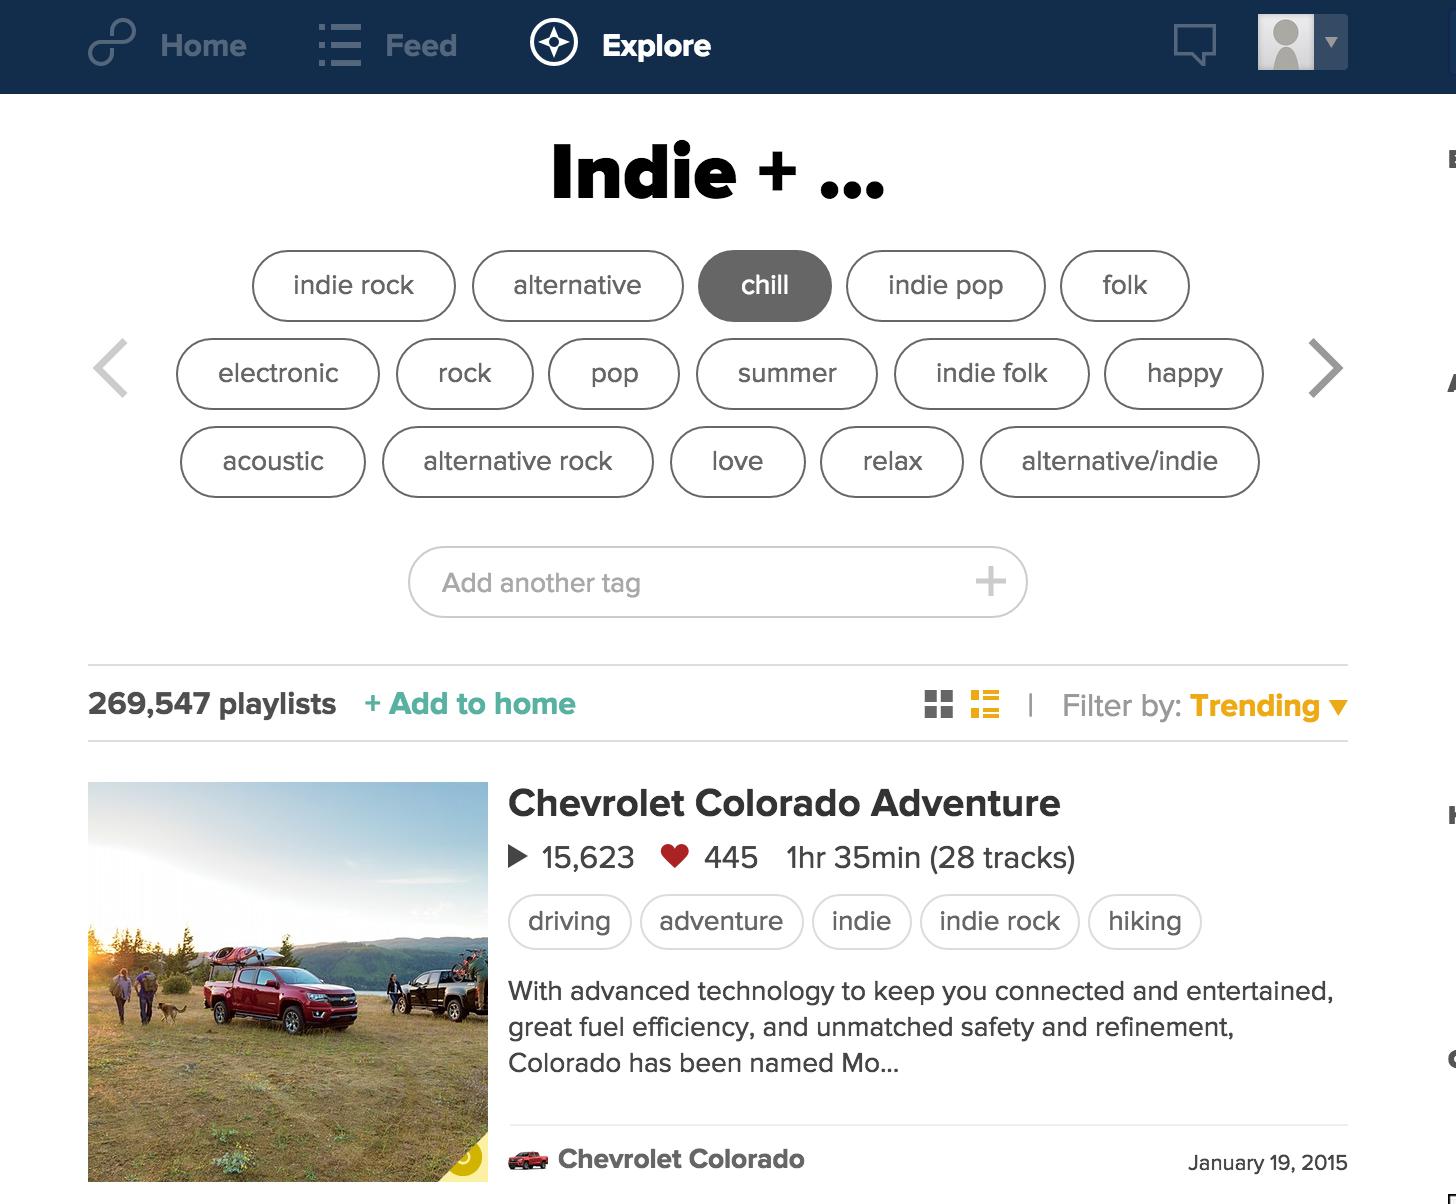 Home Feed Explore
Indie + ...
indie rock alternative chill indie pop folk
electronic rock pop summer indie folk happy
acoustic alternative rock love relax alternative/indie
Add another tag
269,547 playlists + Add to home | Filter by: Trending
Chevrolet Colorado Adventure
15,623 445 1hr 35min (28 tracks)
driving adventure indie indie rock hiking
With advanced technology to keep you connected and entertained,
great fuel efficiency, and unmatched safety and refinement,
Colorado has been named Mo...
Chevrolet Colorado January 19, 2015